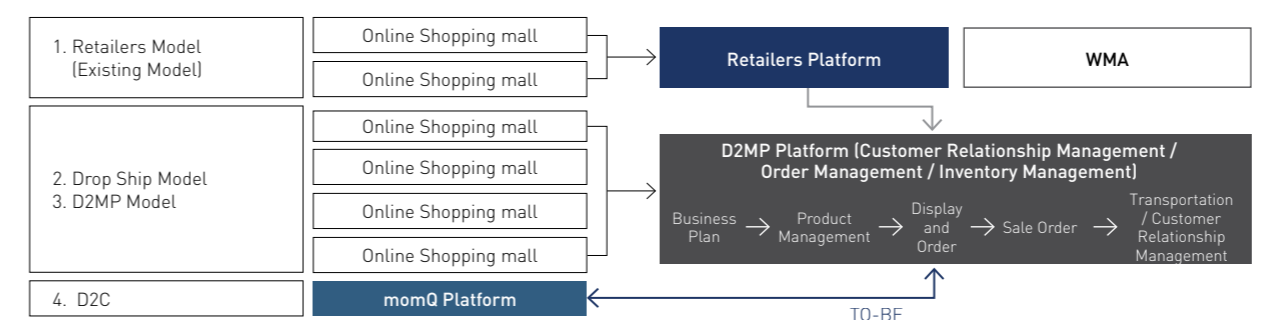 1. Retailers Model
(Existing Model)
Online Shopping mall
Online Shopping mall
Retailers Platform
WMA
2. Drop Ship Model
3. D2MP Model
Online Shopping mall
Online Shopping mall
Online Shopping mall
Online Shopping mall
D2MP Platform (Customer Relationship Management /
Order Management / Inventory Management)
Business
Plan
Product
Management
Display
and
Order
Sale Order
Transportation
/ Customer
Relationship
Management
4. D2C
momQ Platform
TO-BE